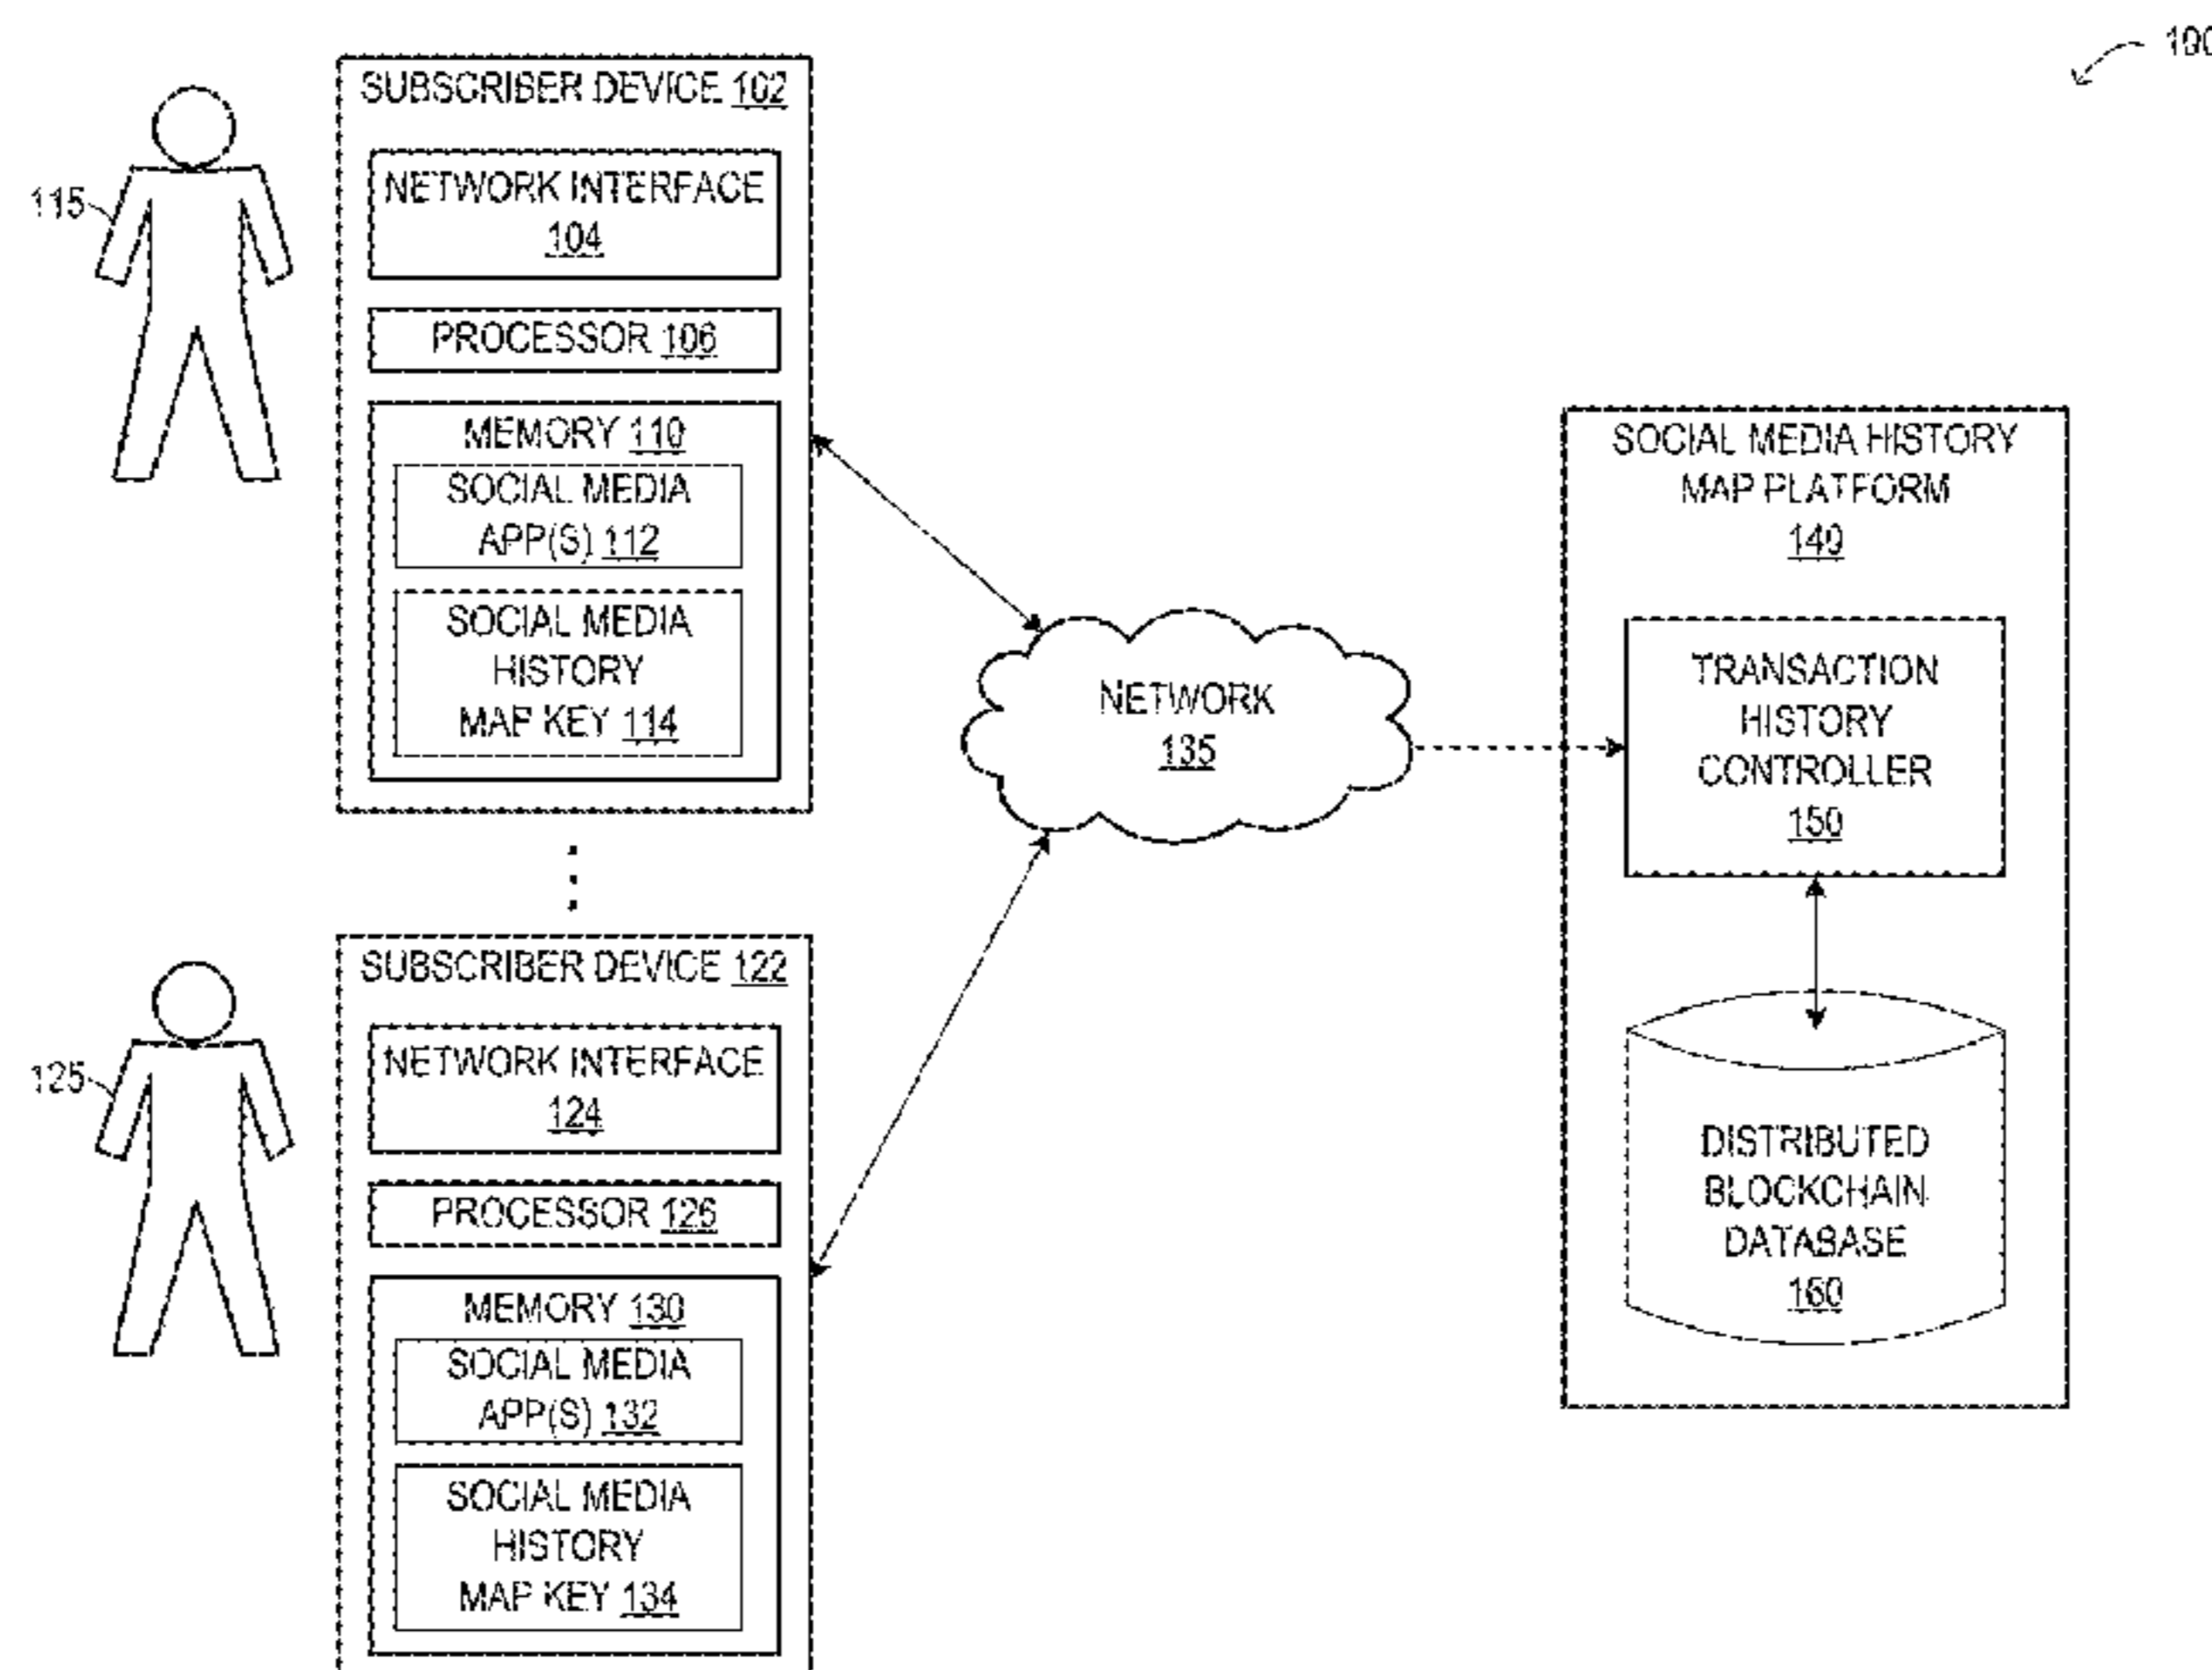 100
SUBSCRIBER DEVICE 102
NETWORK INTERFACE
104
PROCESSOR 106
MEMORY 110
SOCIAL MEDIA
APP(S) 112
SOCIAL MEDIA
HISTORY
MAP KEY 114
115
SUBSCRIBER DEVICE 122
NETWORK INTERFACE
124
PROCESSOR 126
MEMORY 130
SOCIAL MEDIA
APP(S) 132
SOCIAL MEDIA
HISTORY
MAP KEY 134
125
NETWORK
135
SOCIAL MEDIA HISTORY
MAP PLATFORM
140
TRANSACTION
HISTORY
CONTROLLER
150
DISTRIBUTED
BLOCKCHAIN
DATABASE
160